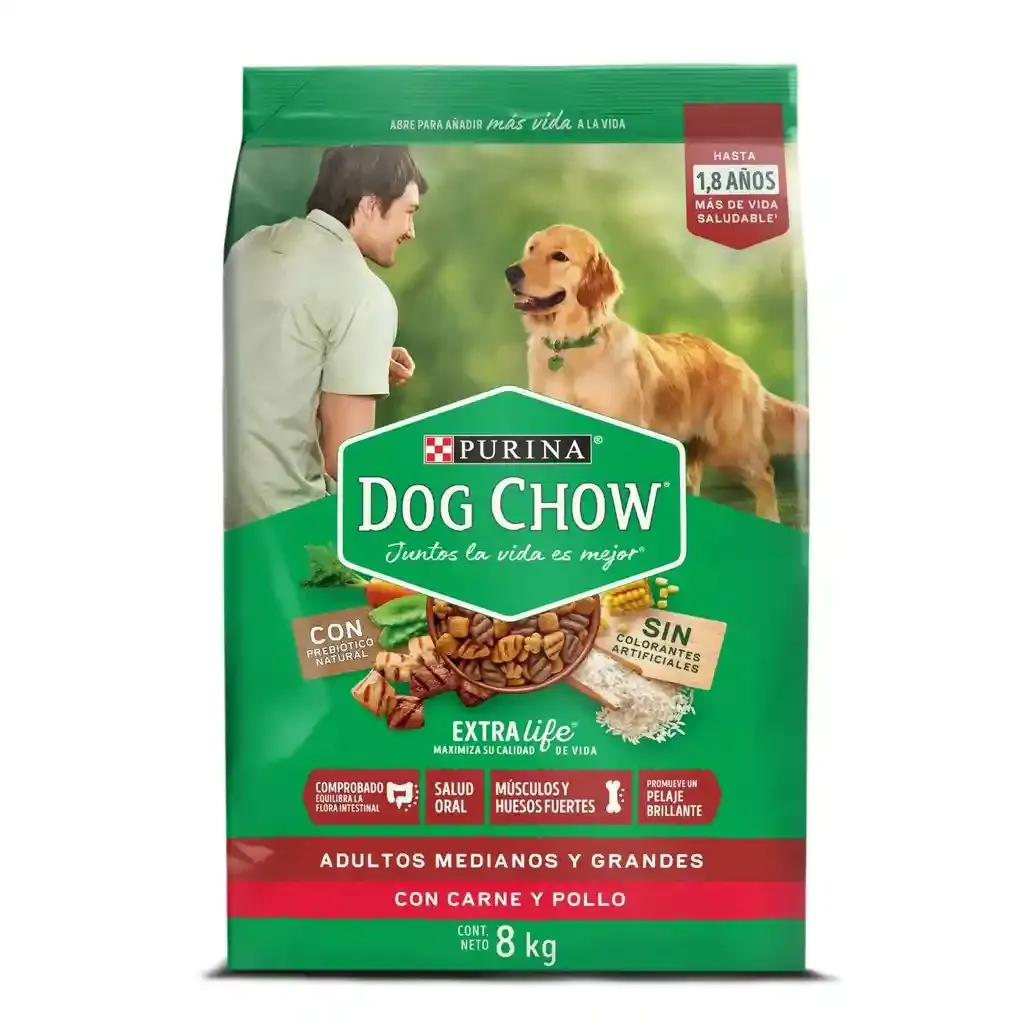 ABRE PARA AÑADIR más vida A LA VIDA
HASTA
1,8 AÑOS
MÁS DE VIDA
SALUDABLE¹
PURINA®
DOG CHOW®
Juntos la vida es mejor®
CON
PREBIÓTICO
NATURAL
SIN
COLORANTES
ARTIFICIALES
EXTRA life®
MAXIMIZA SU CALIDAD DE VIDA
COMPROBADO
EQUILIBRA LA
FLORA INTESTINAL
SALUD
ORAL
MÚSCULOS Y
HUESOS FUERTES
PROMUEVE UN
PELAJE
BRILLANTE
ADULTOS MEDIANOS Y GRANDES
CON CARNE Y POLLO
CONT.
NETO 8 kg